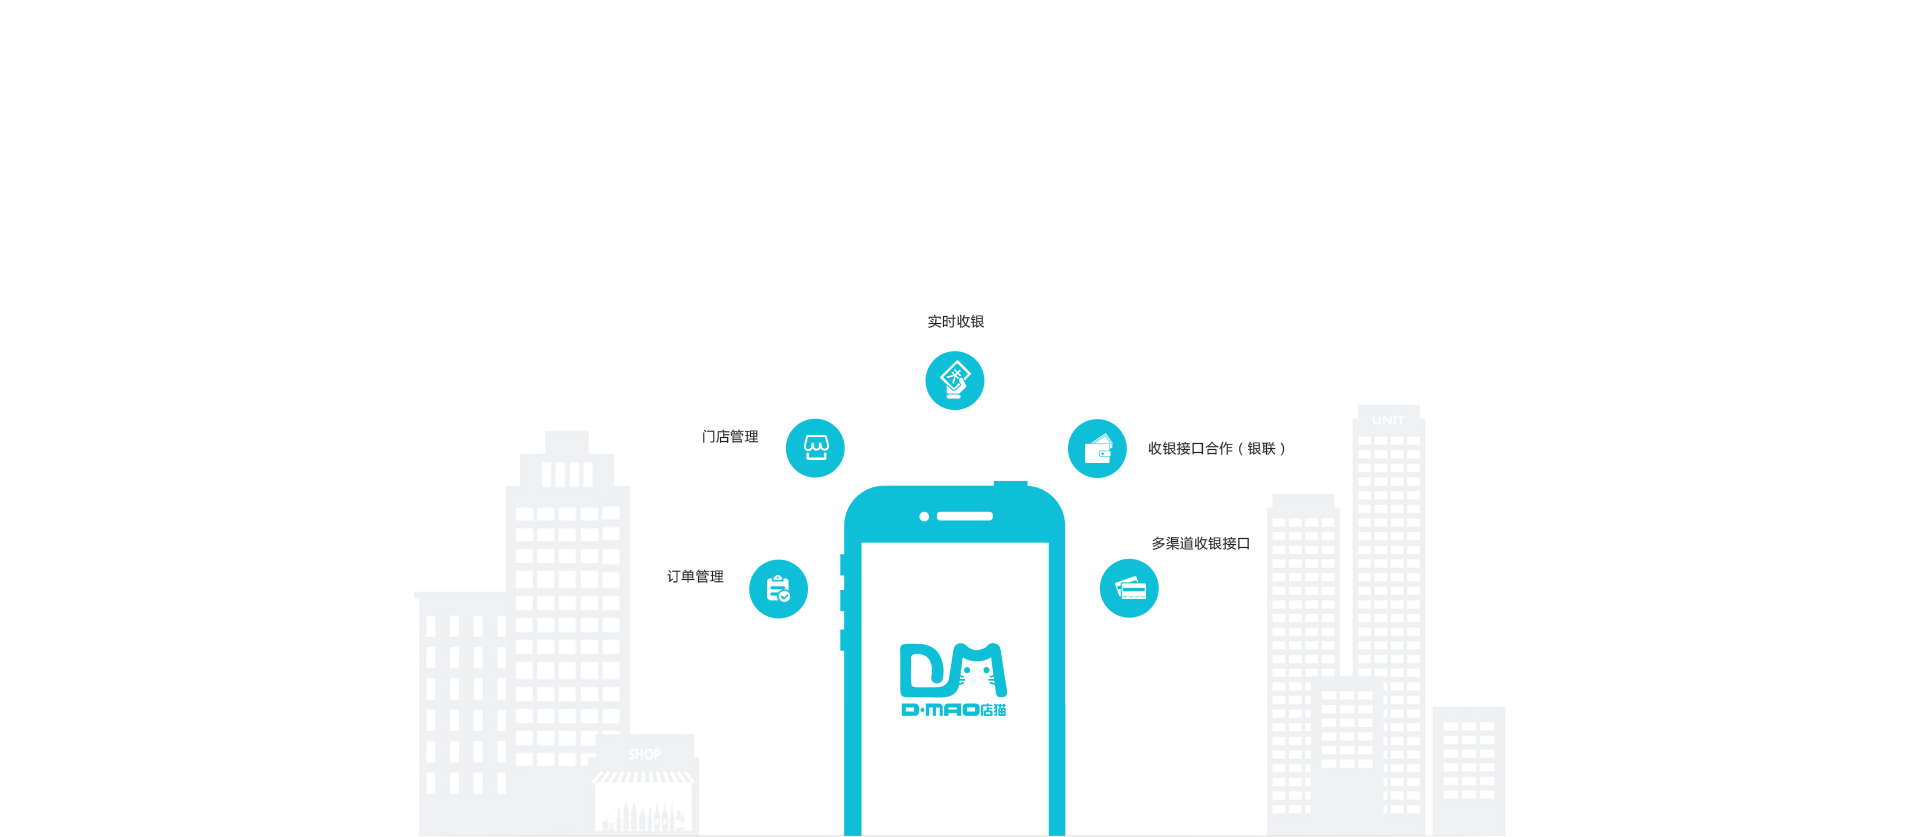 实时收银
门店管理
收银接口合作（银联）
多渠道收银接口
订单管理
UNIT
SHOP
DM
D·MAO店猫